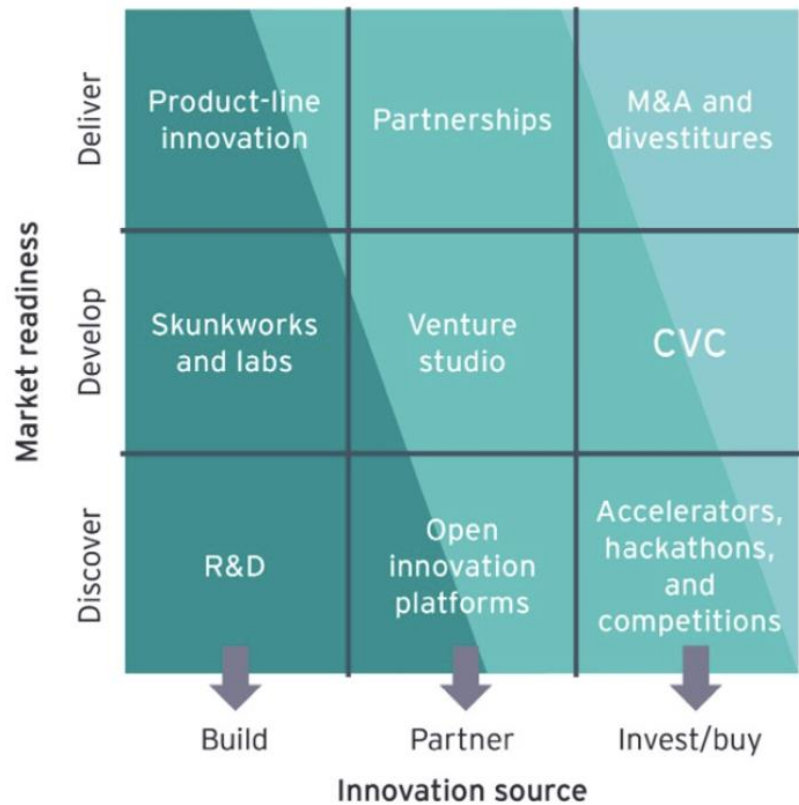 Market readiness
Deliver
Product-line
innovation
Partnerships
M&A and
divestitures
Develop
Skunkworks
and labs
Venture
studio
CVC
Discover
R&D
Open
innovation
platforms
Accelerators,
hackathons,
and
competitions
Build
Partner
Invest/buy
Innovation source